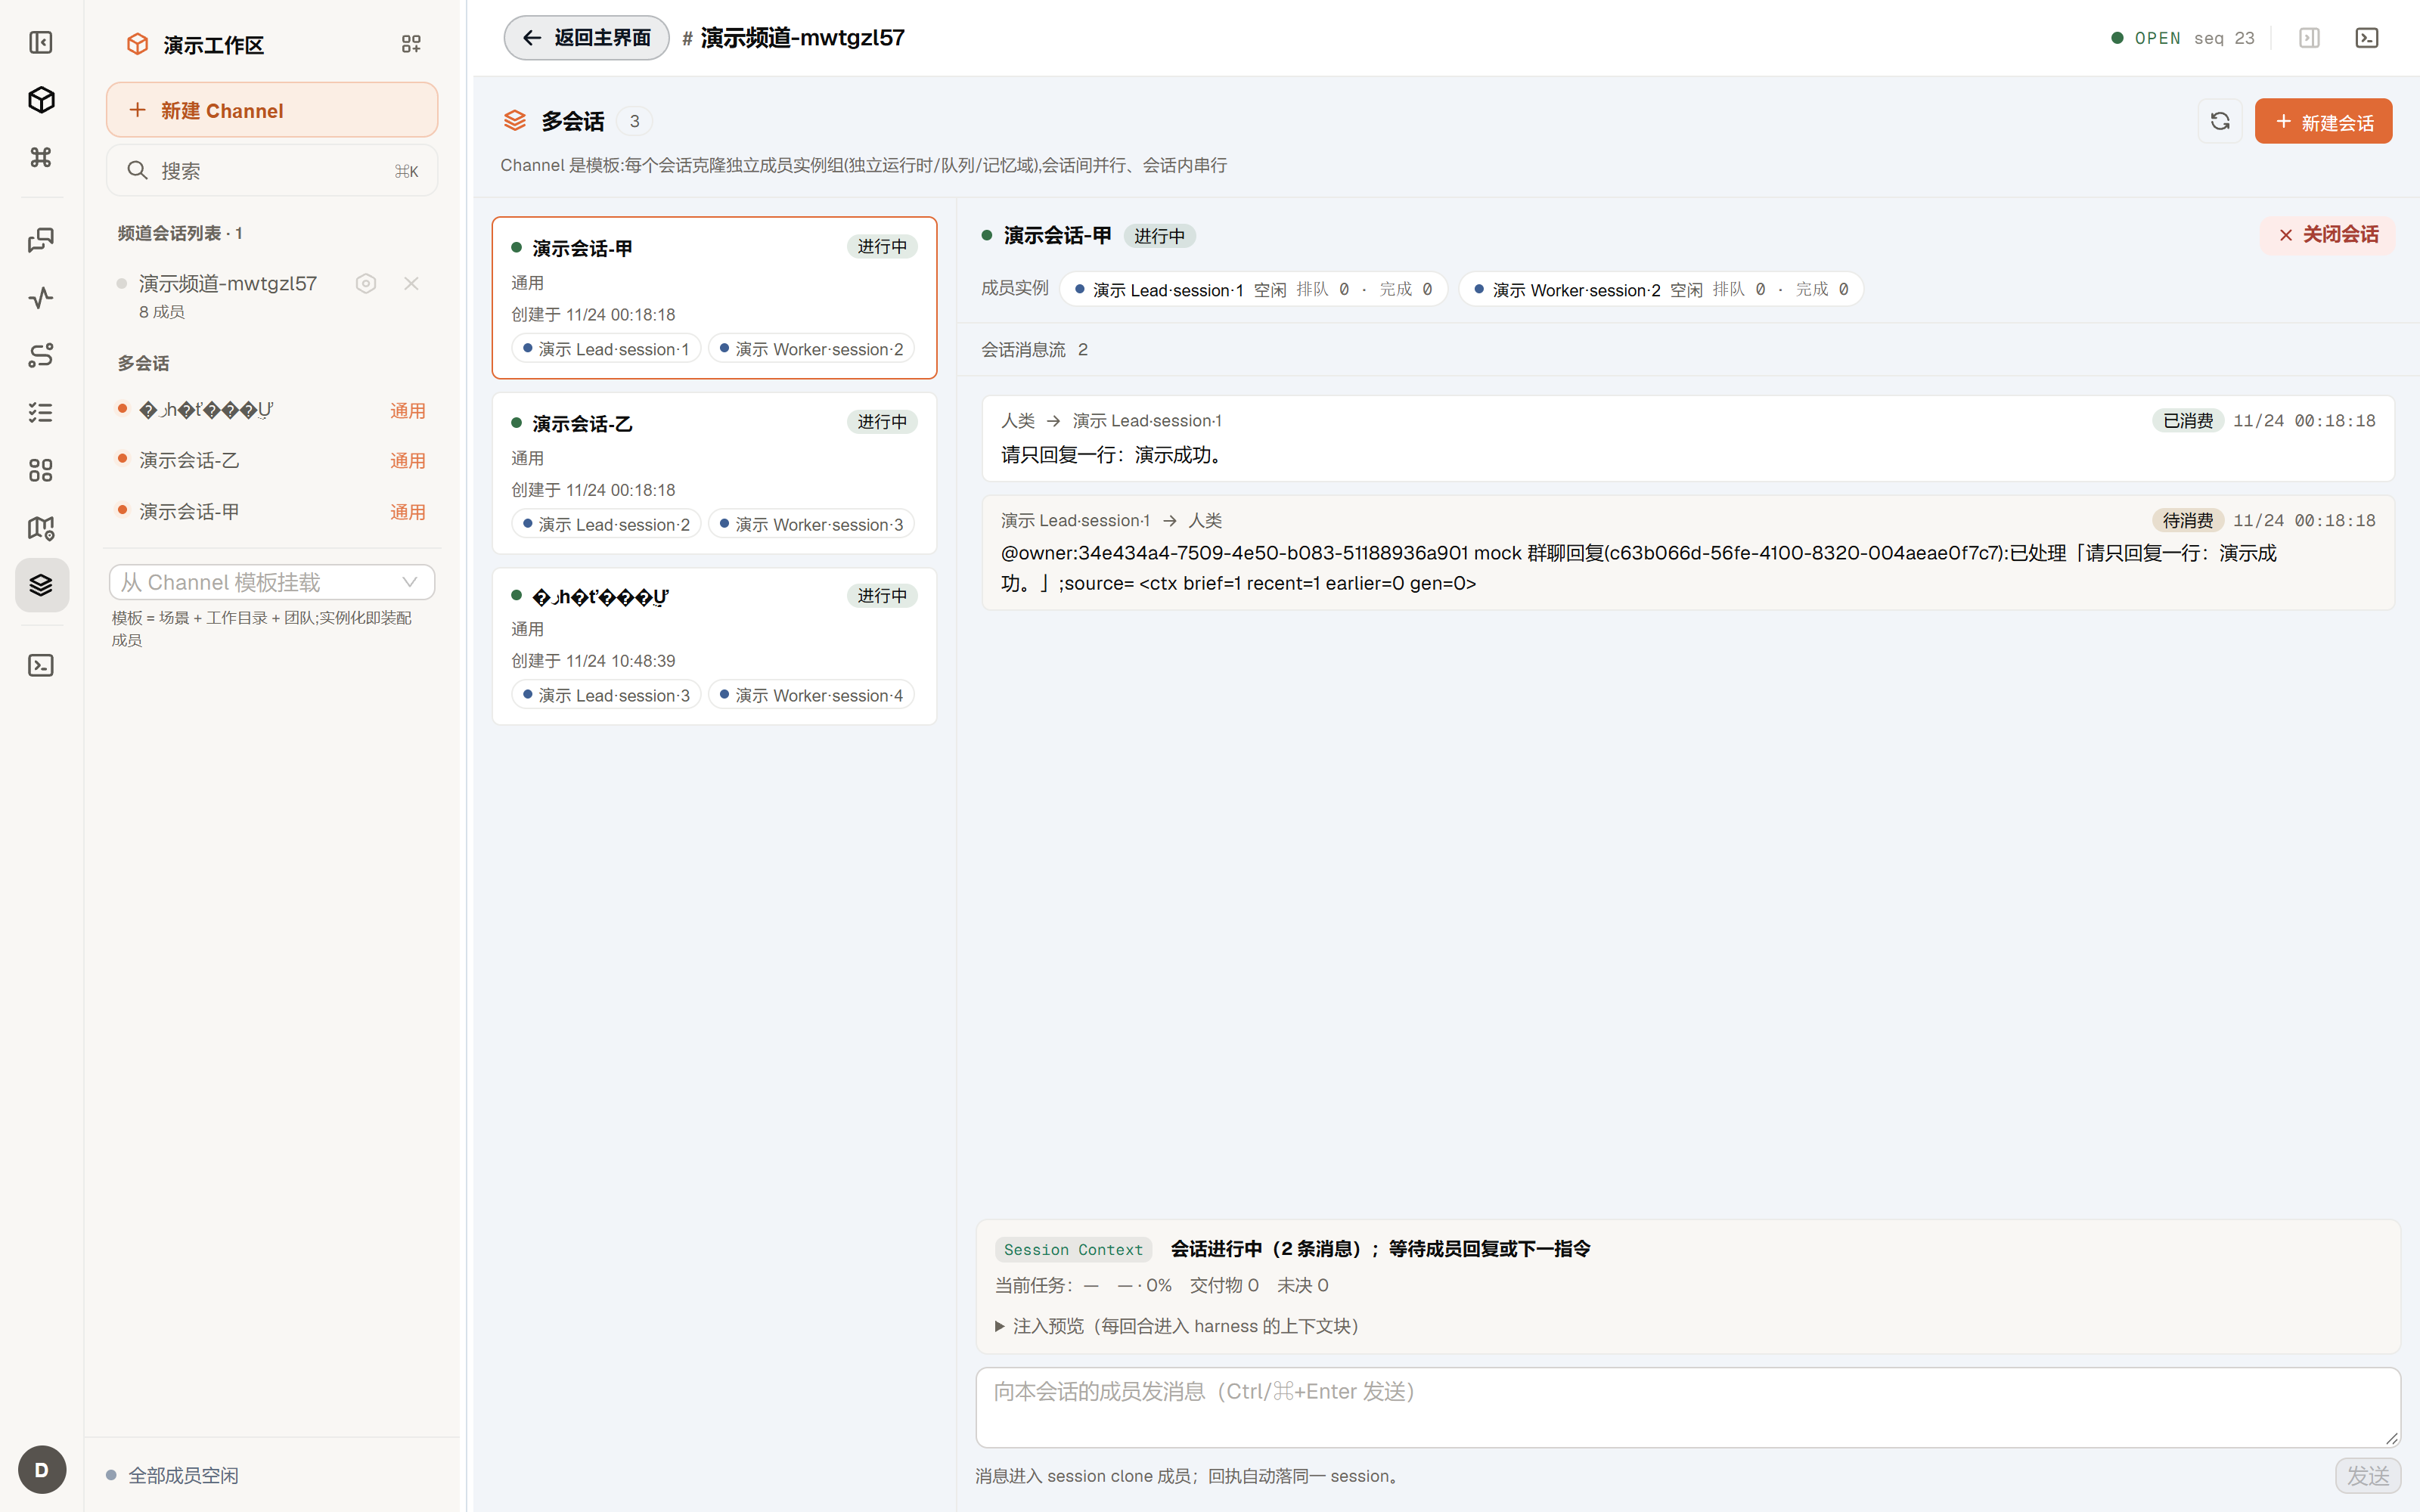 演示工作区
新建 Channel
搜索 ⌘K
频道会话列表 · 1
演示频道-mwtgzl57
8 成员
多会话
通用
演示会话-乙 通用
演示会话-甲 通用
从 Channel 模板挂载
模板 = 场景 + 工作目录 + 团队;实例化即装配
成员
D
全部成员空闲
返回主界面 # 演示频道-mwtgzl57
OPEN seq 23
多会话 3
新建会话
Channel 是模板:每个会话克隆独立成员实例组(独立运行时/队列/记忆域),会话间并行、会话内串行
演示会话-甲 进行中
通用
创建于 11/24 00:18:18
演示 Lead·session·1 演示 Worker·session·2
演示会话-乙 进行中
通用
创建于 11/24 00:18:18
演示 Lead·session·2 演示 Worker·session·3
进行中
通用
创建于 11/24 10:48:39
演示 Lead·session·3 演示 Worker·session·4
演示会话-甲 进行中
关闭会话
成员实例 演示 Lead·session·1 空闲 排队 0 · 完成 0 演示 Worker·session·2 空闲 排队 0 · 完成 0
会话消息流 2
人类 → 演示 Lead·session·1 已消费 11/24 00:18:18
请只回复一行：演示成功。
演示 Lead·session·1 → 人类 待消费 11/24 00:18:18
@owner:34e434a4-7509-4e50-b083-51188936a901 mock 群聊回复(c63b066d-56fe-4100-8320-004aeae0f7c7):已处理「请只回复一行：演示成
功。」;source= <ctx brief=1 recent=1 earlier=0 gen=0>
Session Context 会话进行中（2 条消息）；等待成员回复或下一指令
当前任务：— — · 0% 交付物 0 未决 0
▶ 注入预览（每回合进入 harness 的上下文块）
向本会话的成员发消息（Ctrl/⌘+Enter 发送）
消息进入 session clone 成员；回执自动落同一 session。
发送